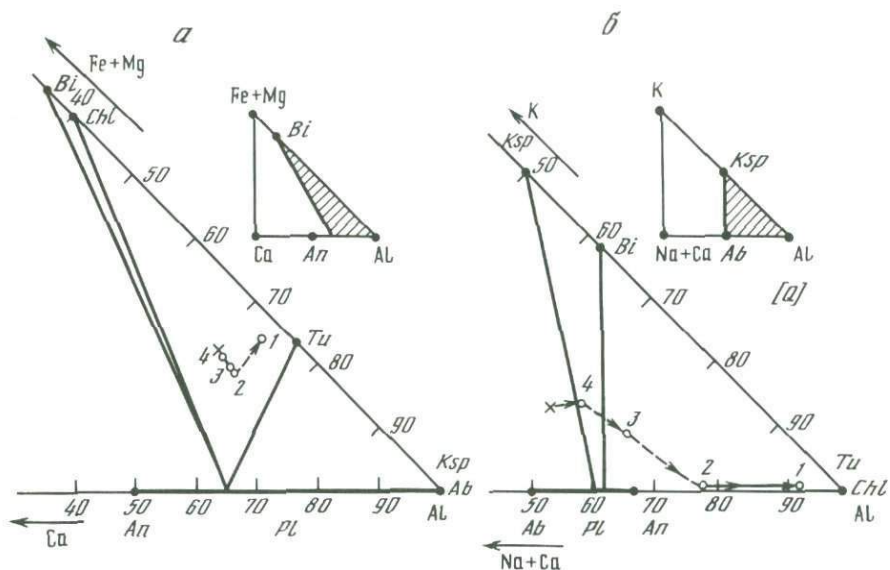 а
Fe+Mg
Bi
40
Chl
50
60
70
80
90
Tu
1
2
3
4
Ksp
Ab
Al
40
50
60
70
80
90
An
Pl
Ca
Fe+Mg
Bi
Ca
An
Al
б
K
Ksp
50
60
Bi
70
80
90
Tu
Chl
Al
4
3
2
1
50
60
70
80
90
Ab
Pl
An
Na+Ca
K
Ksp
Na+Ca
Ab
Al
[а]